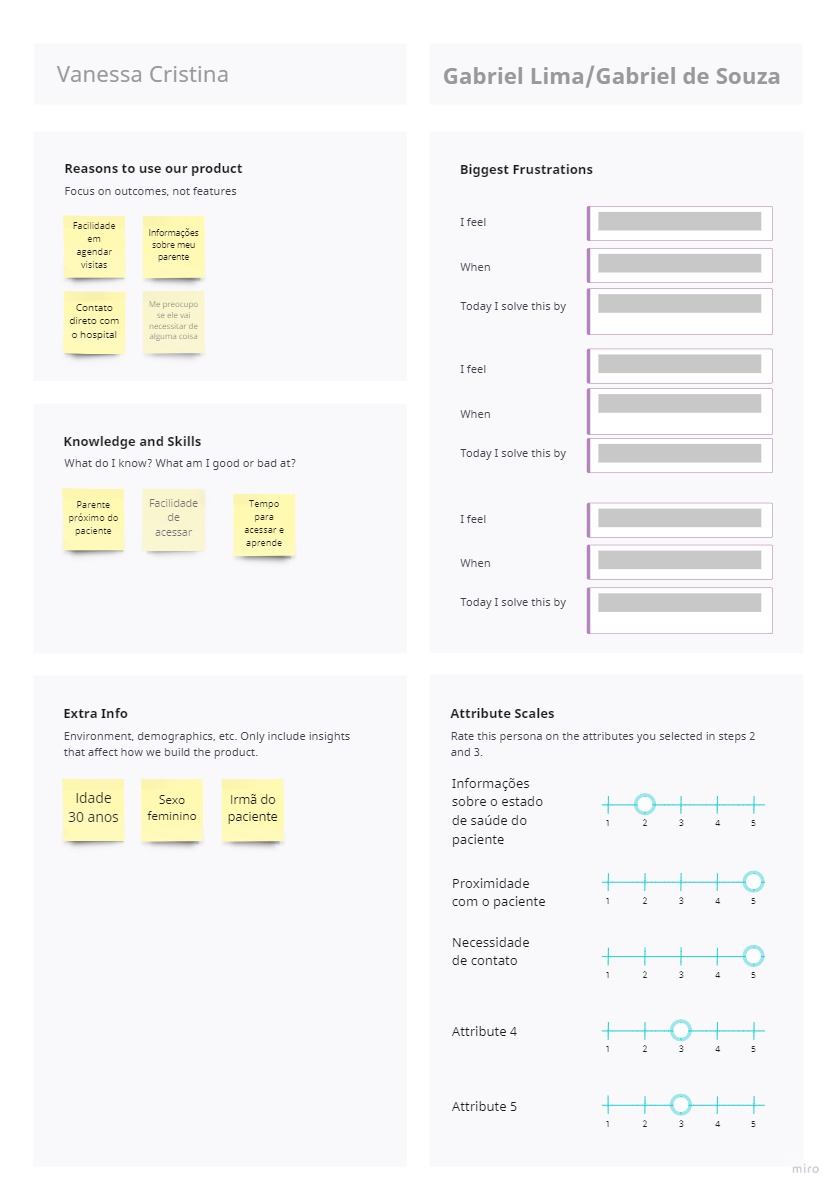 Vanessa Cristina
Gabriel Lima/Gabriel de Souza
Reasons to use our product
Focus on outcomes, not features
Facilidade
em
agendar
visitas
Informações
sobre meu
parente
Contato
direto com
o hospital
Me preocupo
se ele vai
necessitar de
alguma coisa
Knowledge and Skills
What do I know? What am I good or bad at?
Parente
próximo do
paciente
Facilidade
de
acessar
Tempo
para
acessar e
aprende
Extra Info
Environment, demographics, etc. Only include insights
that affect how we build the product.
Idade
30 anos
Sexo
feminino
Irmã do
paciente
Biggest Frustrations
I feel
When
Today I solve this by
I feel
When
Today I solve this by
I feel
When
Today I solve this by
Attribute Scales
Rate this persona on the attributes you selected in steps 2
and 3.
Informações
sobre o estado
de saúde do
paciente
1 2 3 4 5
Proximidade
com o paciente
1 2 3 4 5
Necessidade
de contato
1 2 3 4 5
Attribute 4
1 2 3 4 5
Attribute 5
1 2 3 4 5
miro